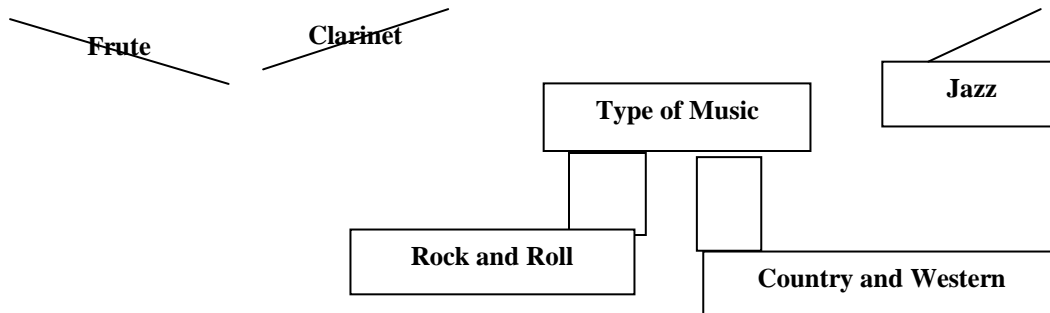 Frute
Clarinet
Jazz
Type of Music
Rock and Roll
Country and Western